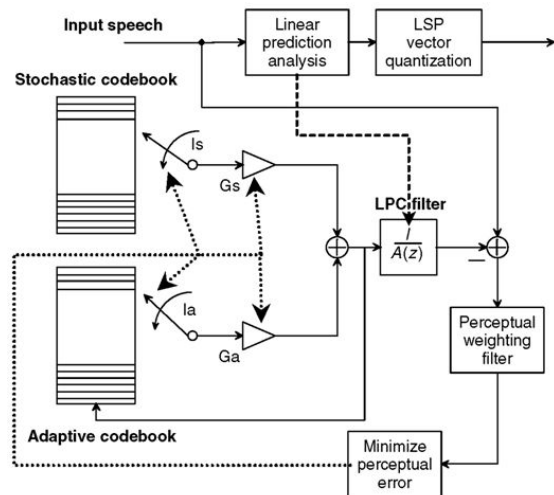 Input speech
Linear
prediction
analysis
LSP
vector
quantization
Stochastic codebook
Is
Gs
LPC filter
1
A(z)
Ia
Ga
Perceptual
weighting
filter
Adaptive codebook
Minimize
perceptual
error